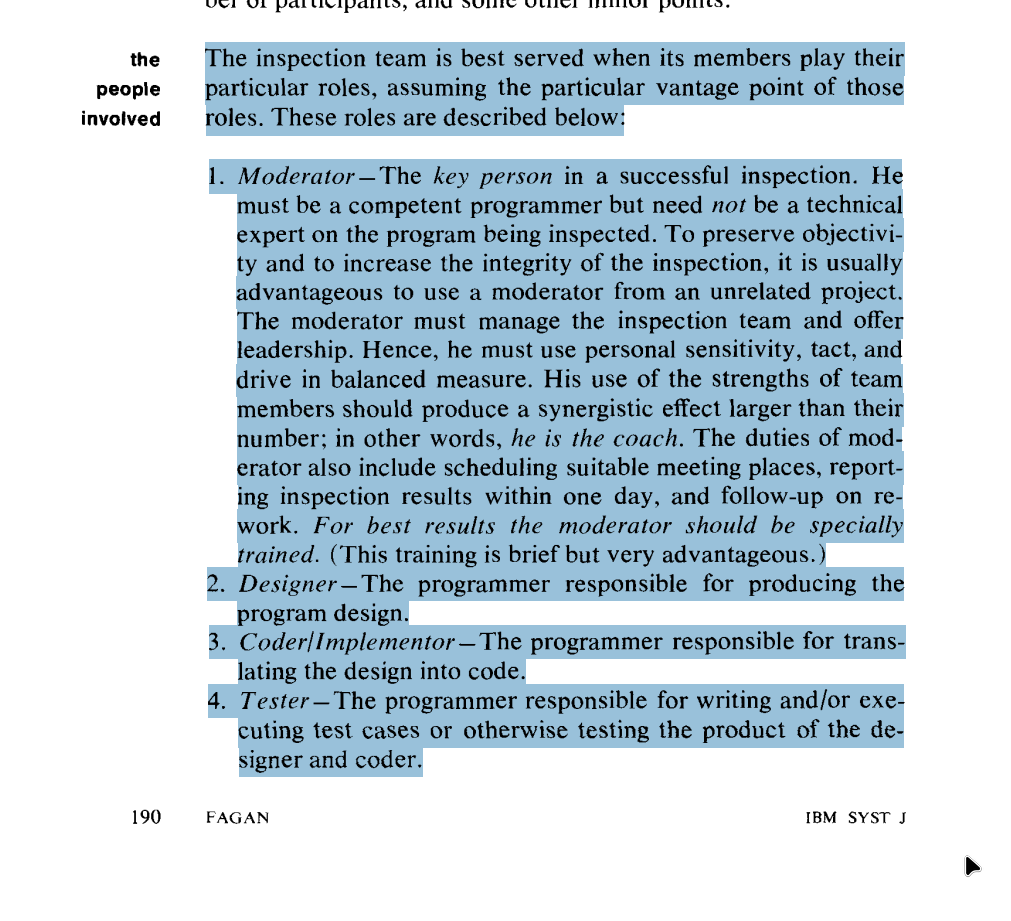 ber of participants, and some other minor points.
the
people
involved
The inspection team is best served when its members play their
particular roles, assuming the particular vantage point of those
roles. These roles are described below:
1. Moderator—The key person in a successful inspection. He
must be a competent programmer but need not be a technical
expert on the program being inspected. To preserve objectivi-
ty and to increase the integrity of the inspection, it is usually
advantageous to use a moderator from an unrelated project.
The moderator must manage the inspection team and offer
leadership. Hence, he must use personal sensitivity, tact, and
drive in balanced measure. His use of the strengths of team
members should produce a synergistic effect larger than their
number; in other words, he is the coach. The duties of mod-
erator also include scheduling suitable meeting places, report-
ing inspection results within one day, and follow-up on re-
work. For best results the moderator should be specially
trained. (This training is brief but very advantageous.)
2. Designer—The programmer responsible for producing the
program design.
3. Coder/Implementor—The programmer responsible for trans-
lating the design into code.
4. Tester—The programmer responsible for writing and/or exe-
cuting test cases or otherwise testing the product of the de-
signer and coder.
190 FAGAN IBM SYST J